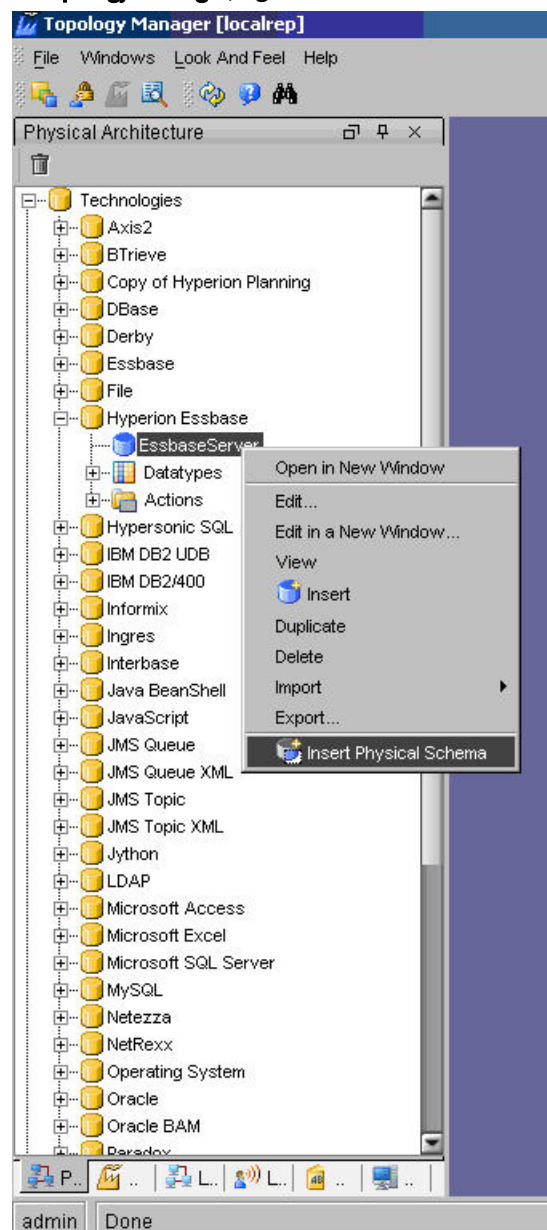 Topology Manager [localrep]
File Windows Look And Feel Help
Physical Architecture
Technologies
Axis2
BTrieve
Copy of Hyperion Planning
DBase
Derby
Essbase
File
Hyperion Essbase
EssbaseServer
Datatypes
Actions
Hypersonic SQL
IBM DB2 UDB
IBM DB2/400
Informix
Ingres
Interbase
Java BeanShell
JavaScript
JMS Queue
JMS Queue XML
JMS Topic
JMS Topic XML
Jython
LDAP
Microsoft Access
Microsoft Excel
Microsoft SQL Server
MySQL
Netezza
NetRexx
Operating System
Oracle
Oracle BAM
Paradox
Open in New Window
Edit...
Edit in a New Window...
View
Insert
Duplicate
Delete
Import
Export...
Insert Physical Schema
P.. .. L.. L.. .. ..
admin Done